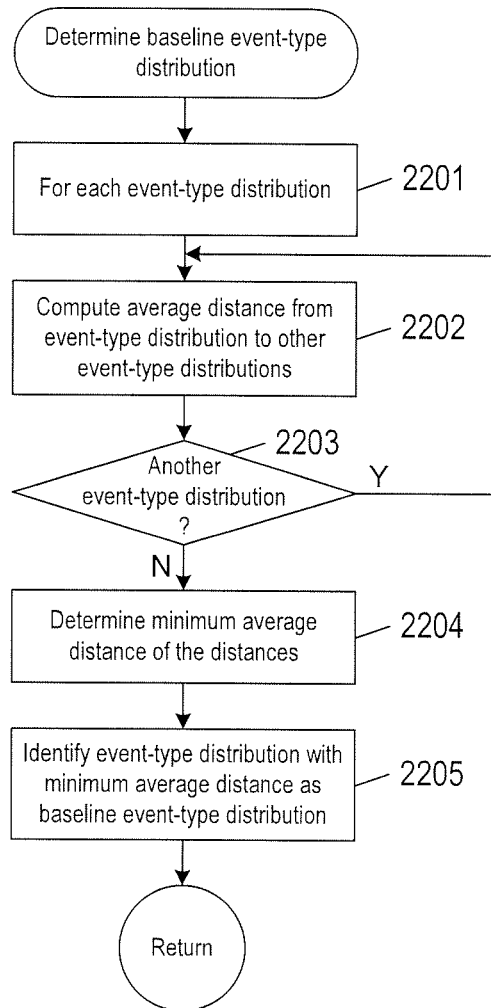 Determine baseline event-type
distribution
For each event-type distribution
2201
Compute average distance from
event-type distribution to other
event-type distributions
2202
2203
Another
event-type distribution
?
Y
N
Determine minimum average
distance of the distances
2204
Identify event-type distribution with
minimum average distance as
baseline event-type distribution
2205
Return